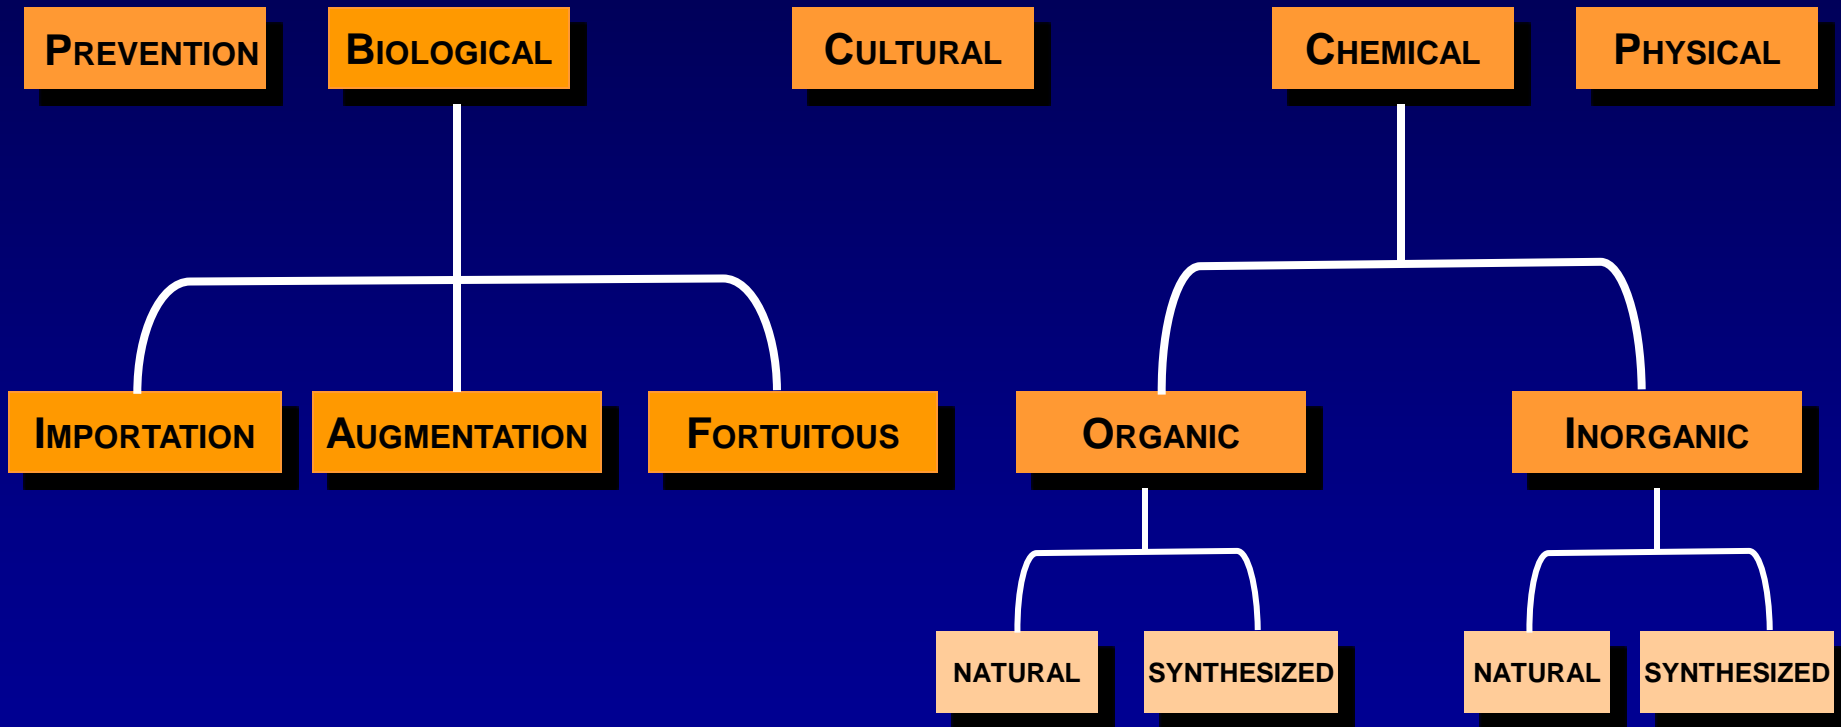 PREVENTION
BIOLOGICAL
CULTURAL
CHEMICAL
PHYSICAL
IMPORTATION
AUGMENTATION
FORTUITOUS
ORGANIC
INORGANIC
NATURAL
SYNTHESIZED
NATURAL
SYNTHESIZED